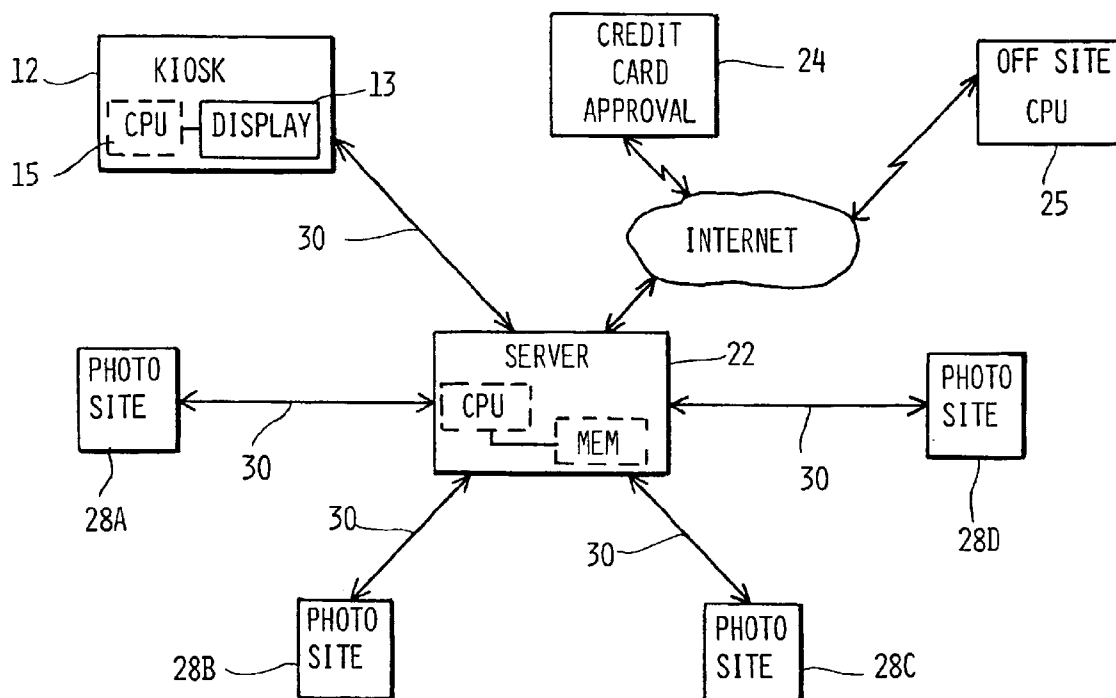 12
KIOSK
13
CPU
DISPLAY
15
CREDIT
CARD
APPROVAL
24
OFF SITE
CPU
25
30
INTERNET
SERVER
22
CPU
MEM
PHOTO
SITE
28A
30
PHOTO
SITE
28D
30
30
PHOTO
SITE
28B
30
PHOTO
SITE
28C